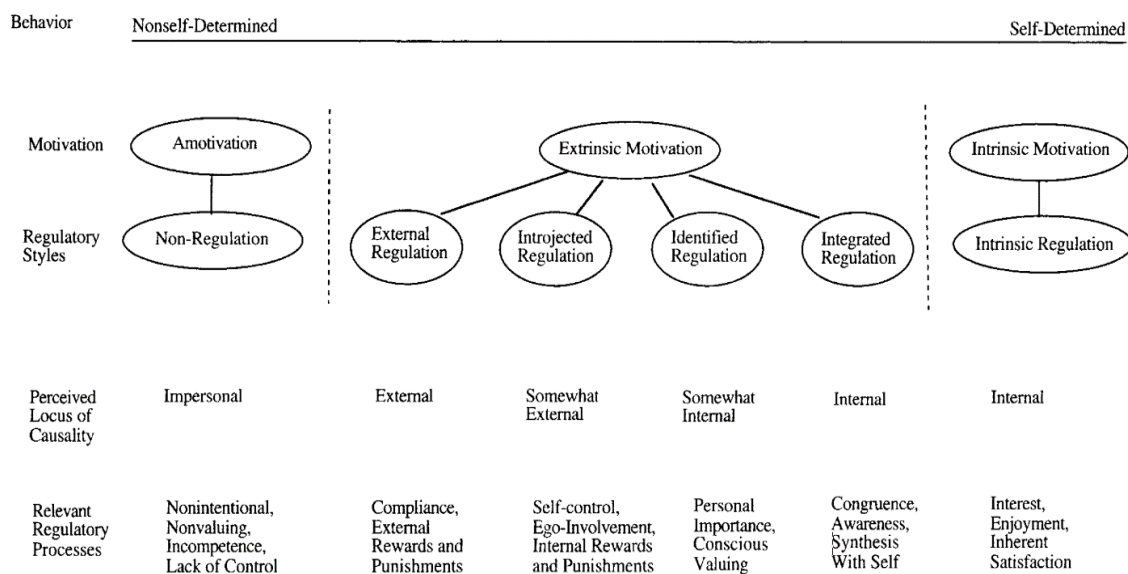 Behavior
Nonself-Determined
Self-Determined
Motivation
Amotivation
Extrinsic Motivation
Intrinsic Motivation
Regulatory
Styles
Non-Regulation
External
Regulation
Introjected
Regulation
Identified
Regulation
Integrated
Regulation
Intrinsic Regulation
Perceived
Locus of
Causality
Impersonal
External
Somewhat
External
Somewhat
Internal
Internal
Internal
Relevant
Regulatory
Processes
Nonintentional,
Nonvaluing,
Incompetence,
Lack of Control
Compliance,
External
Rewards and
Punishments
Self-control,
Ego-Involvement,
Internal Rewards
and Punishments
Personal
Importance,
Conscious
Valuing
Congruence,
Awareness,
Synthesis
With Self
Interest,
Enjoyment,
Inherent
Satisfaction